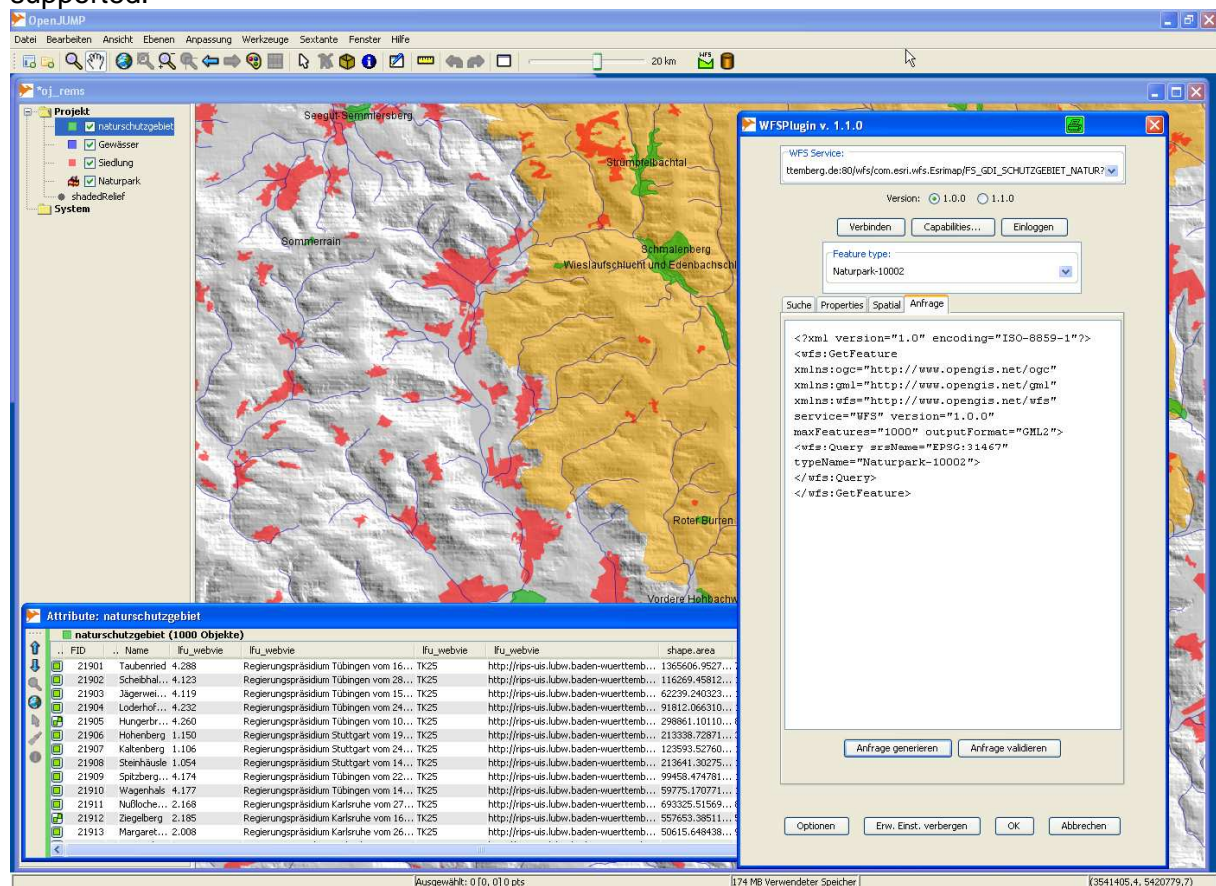 supported.
OpenJUMP
Datei Bearbeiten Ansicht Ebenen Anpassung Werkzeuge Sextante Fenster Hilfe
20 km
WFS
*oj_rems
Projekt
naturschutzgebiet
Gewässer
Siedlung
Naturpark
shadedRelief
System
Seegut-Semmlersberg
Strümpfelbachtal
Sommerrain
Schmalenberg
Wieslaufschlucht und Edenbachschl
Roter Burren
Vordere Hohbachw
WFSPlugin v. 1.1.0
WFS Service:
ttemberg.de:80/wfs/com.esri.wfs.Esrimap/FS_GDI_SCHUTZGEBIET_NATUR?
Version: 1.0.0 1.1.0
Verbinden Capabilities... Einloggen
Feature type:
Naturpark-10002
Suche Properties Spatial Anfrage
<?xml version="1.0" encoding="ISO-8859-1"?>
<wfs:GetFeature
xmlns:ogc="http://www.opengis.net/ogc"
xmlns:gml="http://www.opengis.net/gml"
xmlns:wfs="http://www.opengis.net/wfs"
service="WFS" version="1.0.0"
maxFeatures="1000" outputFormat="GML2">
<wfs:Query srsName="EPSG:31467"
typeName="Naturpark-10002">
</wfs:Query>
</wfs:GetFeature>
Anfrage generieren Anfrage validieren
Optionen Erw. Einst. verbergen OK Abbrechen
Attribute: naturschutzgebiet
naturschutzgebiet (1000 Objekte)
.. FID .. Name lfu_webvie lfu_webvie lfu_webvie lfu_webvie shape.area
21901 Taubenried 4.288 Regierungspräsidium Tübingen vom 16... TK25 http://rips-uis.lubw.baden-wuerttemb... 1365606.9527...
21902 Scheibhal... 4.123 Regierungspräsidium Tübingen vom 28... TK25 http://rips-uis.lubw.baden-wuerttemb... 116269.45812...
21903 Jägerwei... 4.119 Regierungspräsidium Tübingen vom 15... TK25 http://rips-uis.lubw.baden-wuerttemb... 62239.240323...
21904 Loderhof... 4.232 Regierungspräsidium Tübingen vom 24... TK25 http://rips-uis.lubw.baden-wuerttemb... 91812.066310...
21905 Hungerbr... 4.260 Regierungspräsidium Tübingen vom 10... TK25 http://rips-uis.lubw.baden-wuerttemb... 298861.10110...
21906 Hohenberg 1.150 Regierungspräsidium Stuttgart vom 19... TK25 http://rips-uis.lubw.baden-wuerttemb... 213338.72871...
21907 Kaltenberg 1.106 Regierungspräsidium Stuttgart vom 24... TK25 http://rips-uis.lubw.baden-wuerttemb... 123593.52760...
21908 Steinhäusle 1.054 Regierungspräsidium Stuttgart vom 14... TK25 http://rips-uis.lubw.baden-wuerttemb... 213641.30275...
21909 Spitzberg... 4.174 Regierungspräsidium Tübingen vom 22... TK25 http://rips-uis.lubw.baden-wuerttemb... 99458.474781...
21910 Wagenhals 4.177 Regierungspräsidium Tübingen vom 14... TK25 http://rips-uis.lubw.baden-wuerttemb... 59775.170771...
21911 Nußloche... 2.168 Regierungspräsidium Karlsruhe vom 27... TK25 http://rips-uis.lubw.baden-wuerttemb... 693325.51569...
21912 Ziegelberg 2.185 Regierungspräsidium Karlsruhe vom 16... TK25 http://rips-uis.lubw.baden-wuerttemb... 557653.38511...
21913 Margaret... 2.008 Regierungspräsidium Karlsruhe vom 26... TK25 http://rips-uis.lubw.baden-wuerttemb... 50615.648438...
Ausgewählt: 0 [0, 0] 0 pts
174 MB Verwendeter Speicher
(3541405,4, 5420779,7)